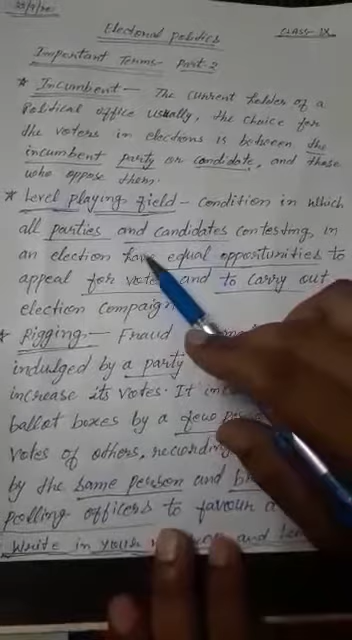 Electoral politics
CLASS-IX
Important Terms- Part-2
* Incumbent - The current holder of a
political office usually, the choice for
the voters in elections is between the
incumbent party or candidate, and those
who oppose them.
* Level playing field - Condition in which
all parties and candidates contesting in
an election have equal opportunities to
appeal for votes and to carry out
election campaign
* Rigging - Fraud
indulged by a party
increase its votes. It
ballot boxes by a few
votes of others, recording
by the same person and
polling officers to favour a
Write in your and